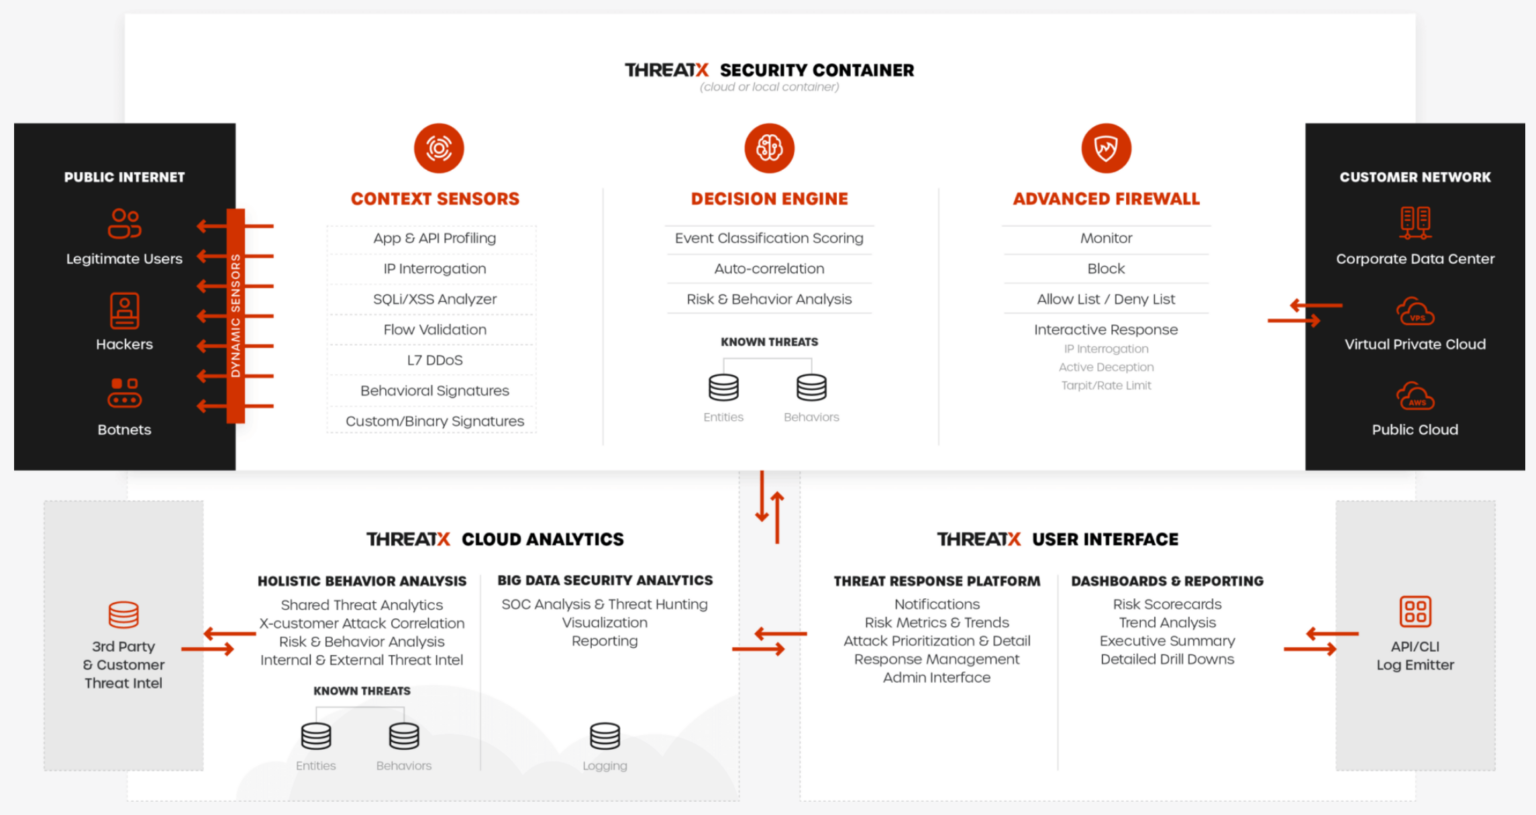 THREATX SECURITY CONTAINER
(cloud or local container)
PUBLIC INTERNET
Legitimate Users
Hackers
Botnets
DYNAMIC SENSORS
CONTEXT SENSORS
App & API Profiling
IP Interrogation
SQLi/XSS Analyzer
Flow Validation
L7 DDoS
Behavioral Signatures
Custom/Binary Signatures
DECISION ENGINE
Event Classification Scoring
Auto-correlation
Risk & Behavior Analysis
KNOWN THREATS
Entities
Behaviors
ADVANCED FIREWALL
Monitor
Block
Allow List / Deny List
Interactive Response
IP Interrogation
Active Deception
Tarpit/Rate Limit
CUSTOMER NETWORK
Corporate Data Center
VPS
Virtual Private Cloud
AWS
Public Cloud
3rd Party
& Customer
Threat Intel
THREATX CLOUD ANALYTICS
HOLISTIC BEHAVIOR ANALYSIS
Shared Threat Analytics
X-customer Attack Correlation
Risk & Behavior Analysis
Internal & External Threat Intel
KNOWN THREATS
Entities
Behaviors
BIG DATA SECURITY ANALYTICS
SOC Analysis & Threat Hunting
Visualization
Reporting
Logging
THREATX USER INTERFACE
THREAT RESPONSE PLATFORM
Notifications
Risk Metrics & Trends
Attack Prioritization & Detail
Response Management
Admin Interface
DASHBOARDS & REPORTING
Risk Scorecards
Trend Analysis
Executive Summary
Detailed Drill Downs
API/CLI
Log Emitter